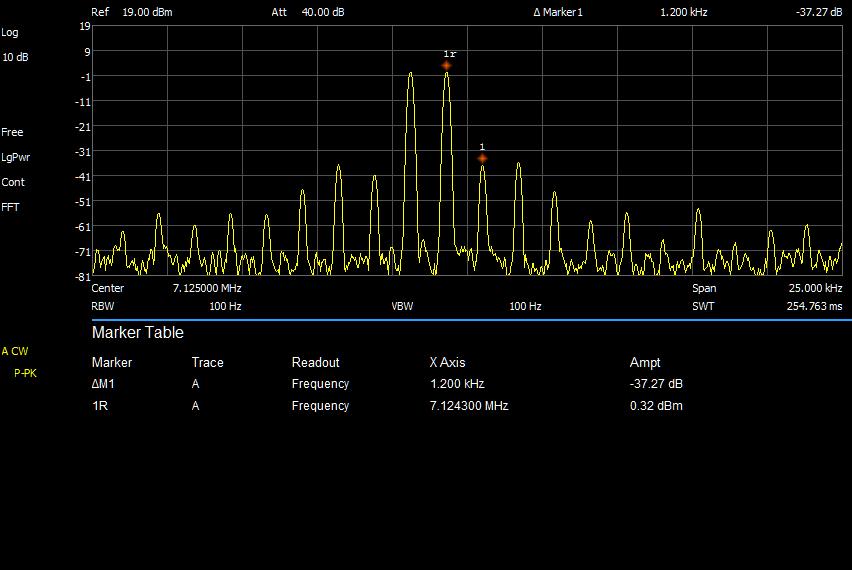 Ref 19.00 dBm Att 40.00 dB Δ Marker1 1.200 kHz -37.27 dB
Log
10 dB
Free
LgPwr
Cont
FFT
19
9
-1
-11
-21
-31
-41
-51
-61
-71
-81
1r
1
Center 7.125000 MHz Span 25.000 kHz
RBW 100 Hz VBW 100 Hz SWT 254.763 ms
A CW
P-PK
Marker Table
Marker Trace Readout X Axis Ampt
ΔM1 A Frequency 1.200 kHz -37.27 dB
1R A Frequency 7.124300 MHz 0.32 dBm